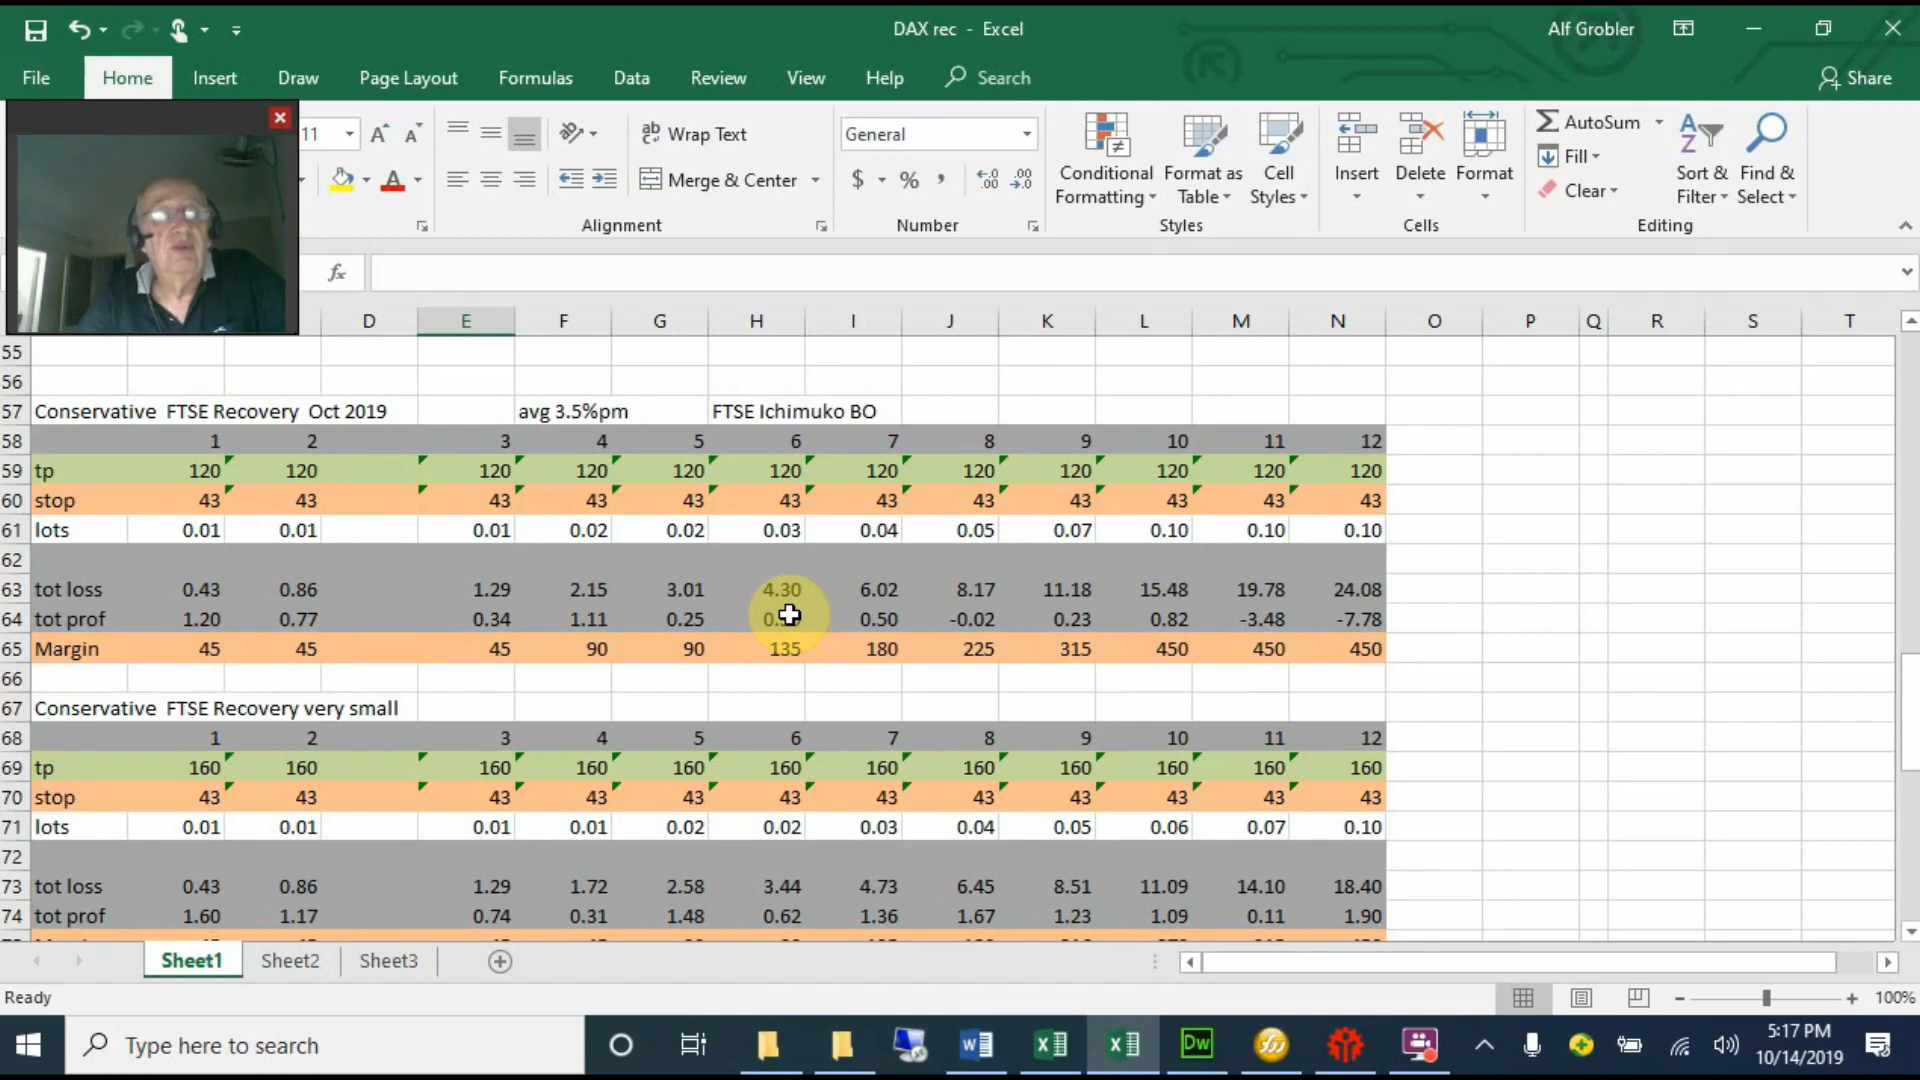 DAX rec - Excel
Alf Grobler
File Home Insert Draw Page Layout Formulas Data Review View Help Search Share
11 Wrap Text General Conditional Formatting Format as Table Cell Styles Insert Delete Format AutoSum Fill Clear Sort & Filter Find & Select
Merge & Center $ % ,
Alignment Number Styles Cells Editing
fx
D E F G H I J K L M N O P Q R S T
55
56
57 Conservative FTSE Recovery Oct 2019 avg 3.5%pm FTSE Ichimuko BO
58 1 2 3 4 5 6 7 8 9 10 11 12
59 tp 120 120 120 120 120 120 120 120 120 120 120 120
60 stop 43 43 43 43 43 43 43 43 43 43 43 43
61 lots 0.01 0.01 0.01 0.02 0.02 0.03 0.04 0.05 0.07 0.10 0.10 0.10
62
63 tot loss 0.43 0.86 1.29 2.15 3.01 4.30 6.02 8.17 11.18 15.48 19.78 24.08
64 tot prof 1.20 0.77 0.34 1.11 0.25 0.50 -0.02 0.23 0.82 -3.48 -7.78
65 Margin 45 45 45 90 90 135 180 225 315 450 450 450
66
67 Conservative FTSE Recovery very small
68 1 2 3 4 5 6 7 8 9 10 11 12
69 tp 160 160 160 160 160 160 160 160 160 160 160 160
70 stop 43 43 43 43 43 43 43 43 43 43 43 43
71 lots 0.01 0.01 0.01 0.01 0.02 0.02 0.03 0.04 0.05 0.06 0.07 0.10
72
73 tot loss 0.43 0.86 1.29 1.72 2.58 3.44 4.73 6.45 8.51 11.09 14.10 18.40
74 tot prof 1.60 1.17 0.74 0.31 1.48 0.62 1.36 1.67 1.23 1.09 0.11 1.90
Sheet1 Sheet2 Sheet3
Ready 100%
Type here to search
Dw
5:17 PM
10/14/2019